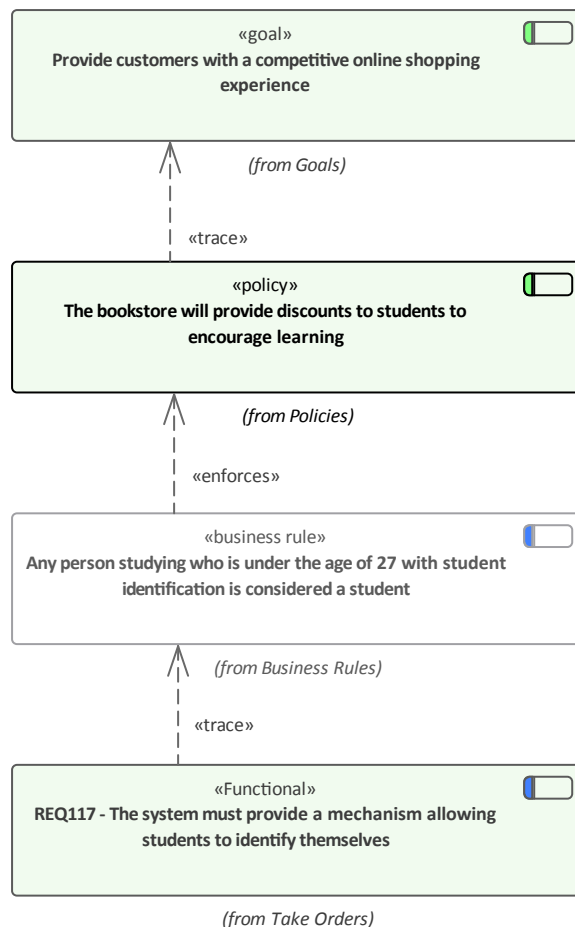 «goal»
Provide customers with a competitive online shopping
experience
(from Goals)
«trace»
«policy»
The bookstore will provide discounts to students to
encourage learning
(from Policies)
«enforces»
«business rule»
Any person studying who is under the age of 27 with student
identification is considered a student
(from Business Rules)
«trace»
«Functional»
REQ117 - The system must provide a mechanism allowing
students to identify themselves
(from Take Orders)